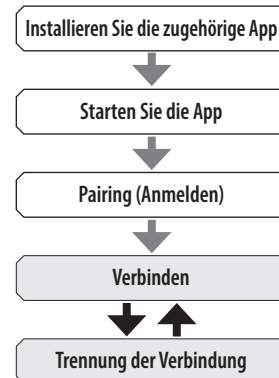 Installieren Sie die zugehörige App
Starten Sie die App
Pairing (Anmelden)
Verbinden
Trennung der Verbindung